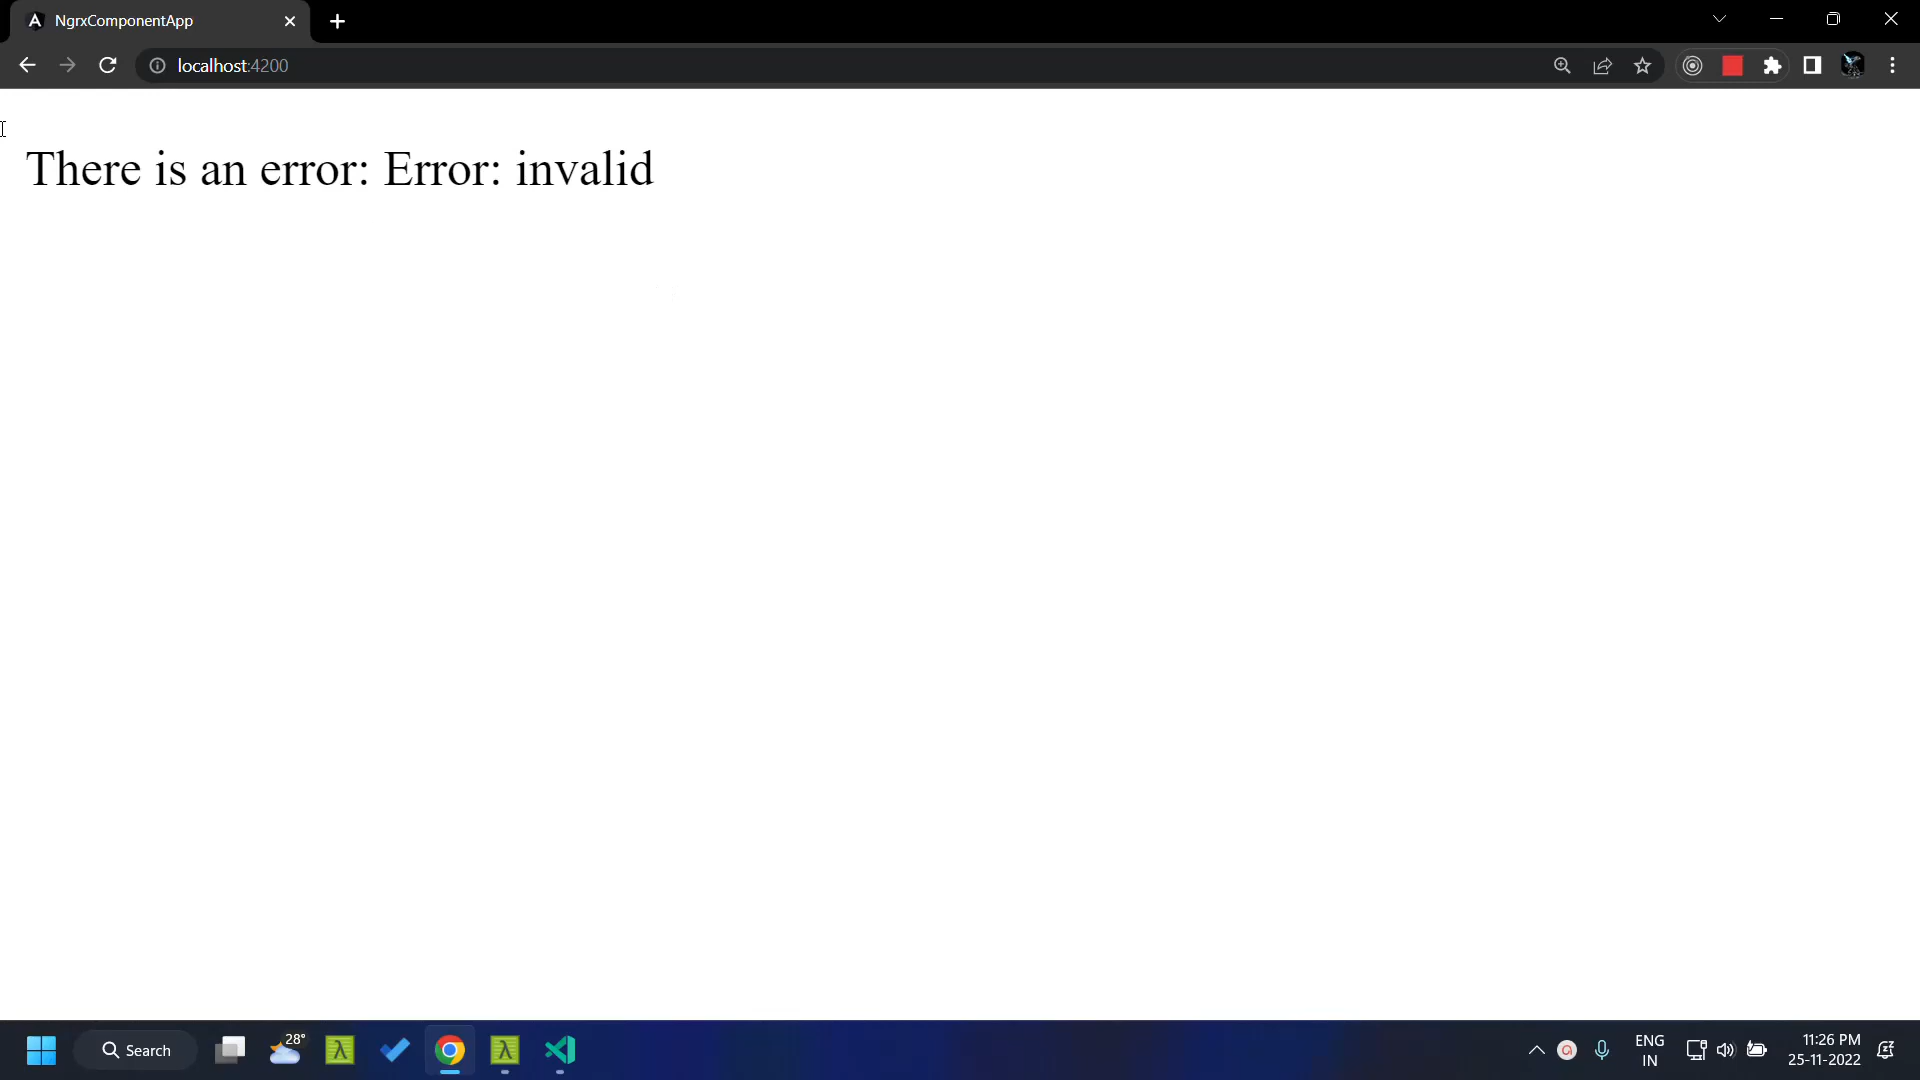 NgrxComponentApp
localhost:4200
There is an error: Error: invalid
Search
28°
ENG
IN
11:26 PM
25-11-2022